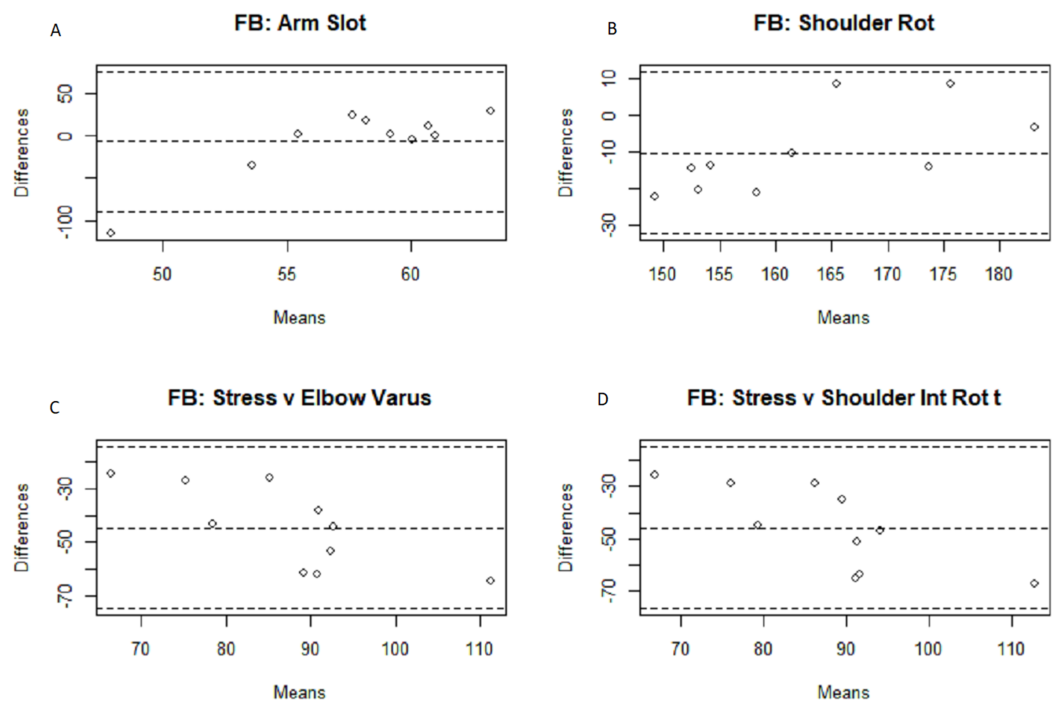 A
FB: Arm Slot
Differences
50
0
-100
50
55
60
Means
B
FB: Shoulder Rot
Differences
10
-10
-30
150
155
160
165
170
175
180
Means
C
FB: Stress v Elbow Varus
Differences
-30
-50
-70
70
80
90
100
110
Means
D
FB: Stress v Shoulder Int Rot t
Differences
-30
-50
-70
70
80
90
100
110
Means